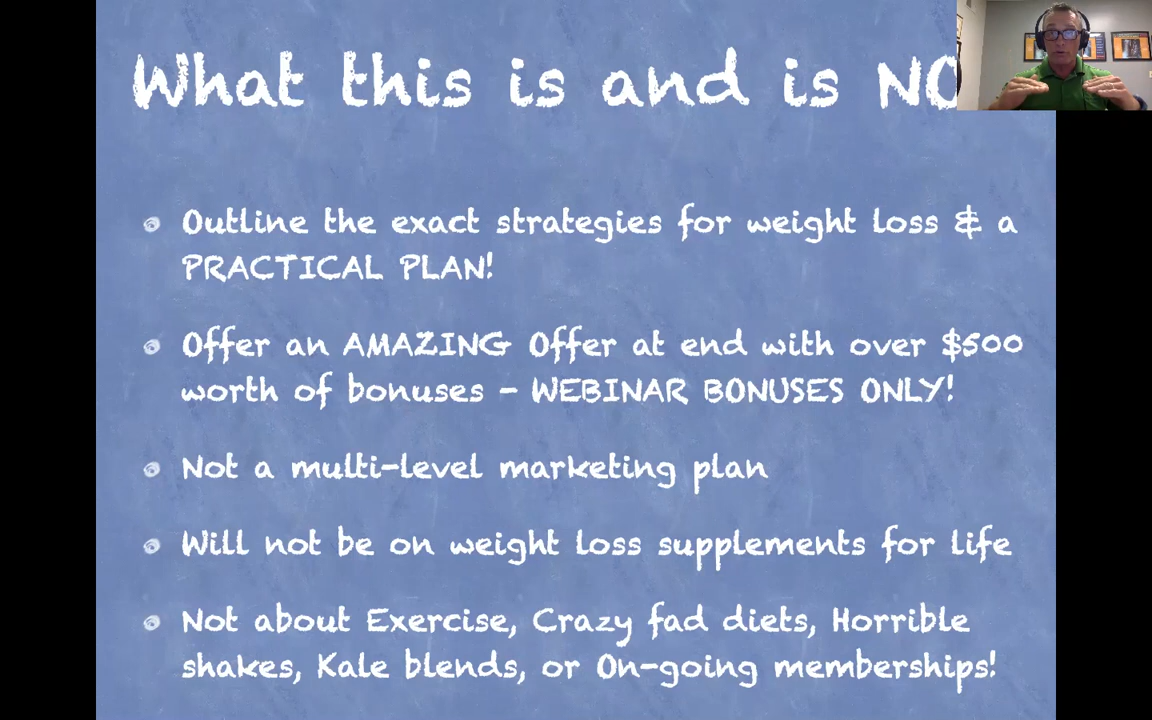 What this is and is NO
Outline the exact strategies for weight loss & a
PRACTICAL PLAN!
Offer an AMAZING Offer at end with over $500
worth of bonuses - WEBINAR BONUSES ONLY!
Not a multi-level marketing plan
Will not be on weight loss supplements for life
Not about Exercise, Crazy fad diets, Horrible
shakes, Kale blends, or On-going memberships!